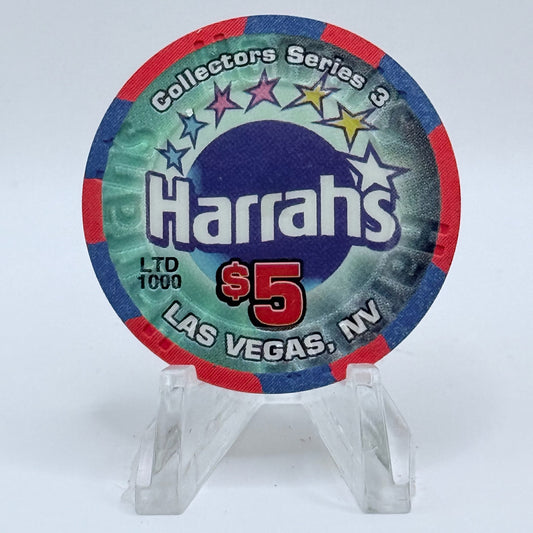 Collectors Series 3
Harrah's
LTD
1000
$5
LAS VEGAS, NV